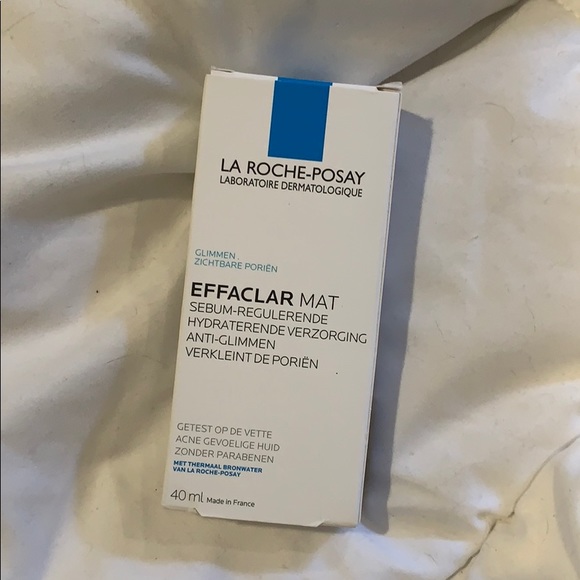 LA ROCHE-POSAY
LABORATOIRE DERMATOLOGIQUE
GLIMMEN
ZICHTBARE PORIËN
EFFACLAR MAT
SEBUM-REGULERENDE
HYDRATERENDE VERZORGING
ANTI-GLIMMEN
VERKLEINT DE PORIËN
GETEST OP DE VETTE
ACNE GEVOELIGE HUID
ZONDER PARABENEN
MET THERMAAL BRONWATER
VAN LA ROCHE-POSAY
40 ml Made in France